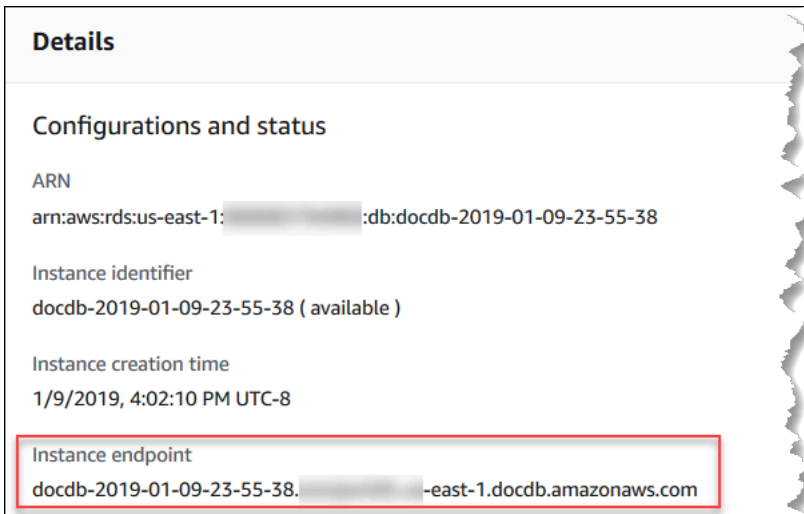 Details
Configurations and status
ARN
arn:aws:rds:us-east-1: :db:docdb-2019-01-09-23-55-38
Instance identifier
docdb-2019-01-09-23-55-38 ( available )
Instance creation time
1/9/2019, 4:02:10 PM UTC-8
Instance endpoint
docdb-2019-01-09-23-55-38. -east-1.docdb.amazonaws.com